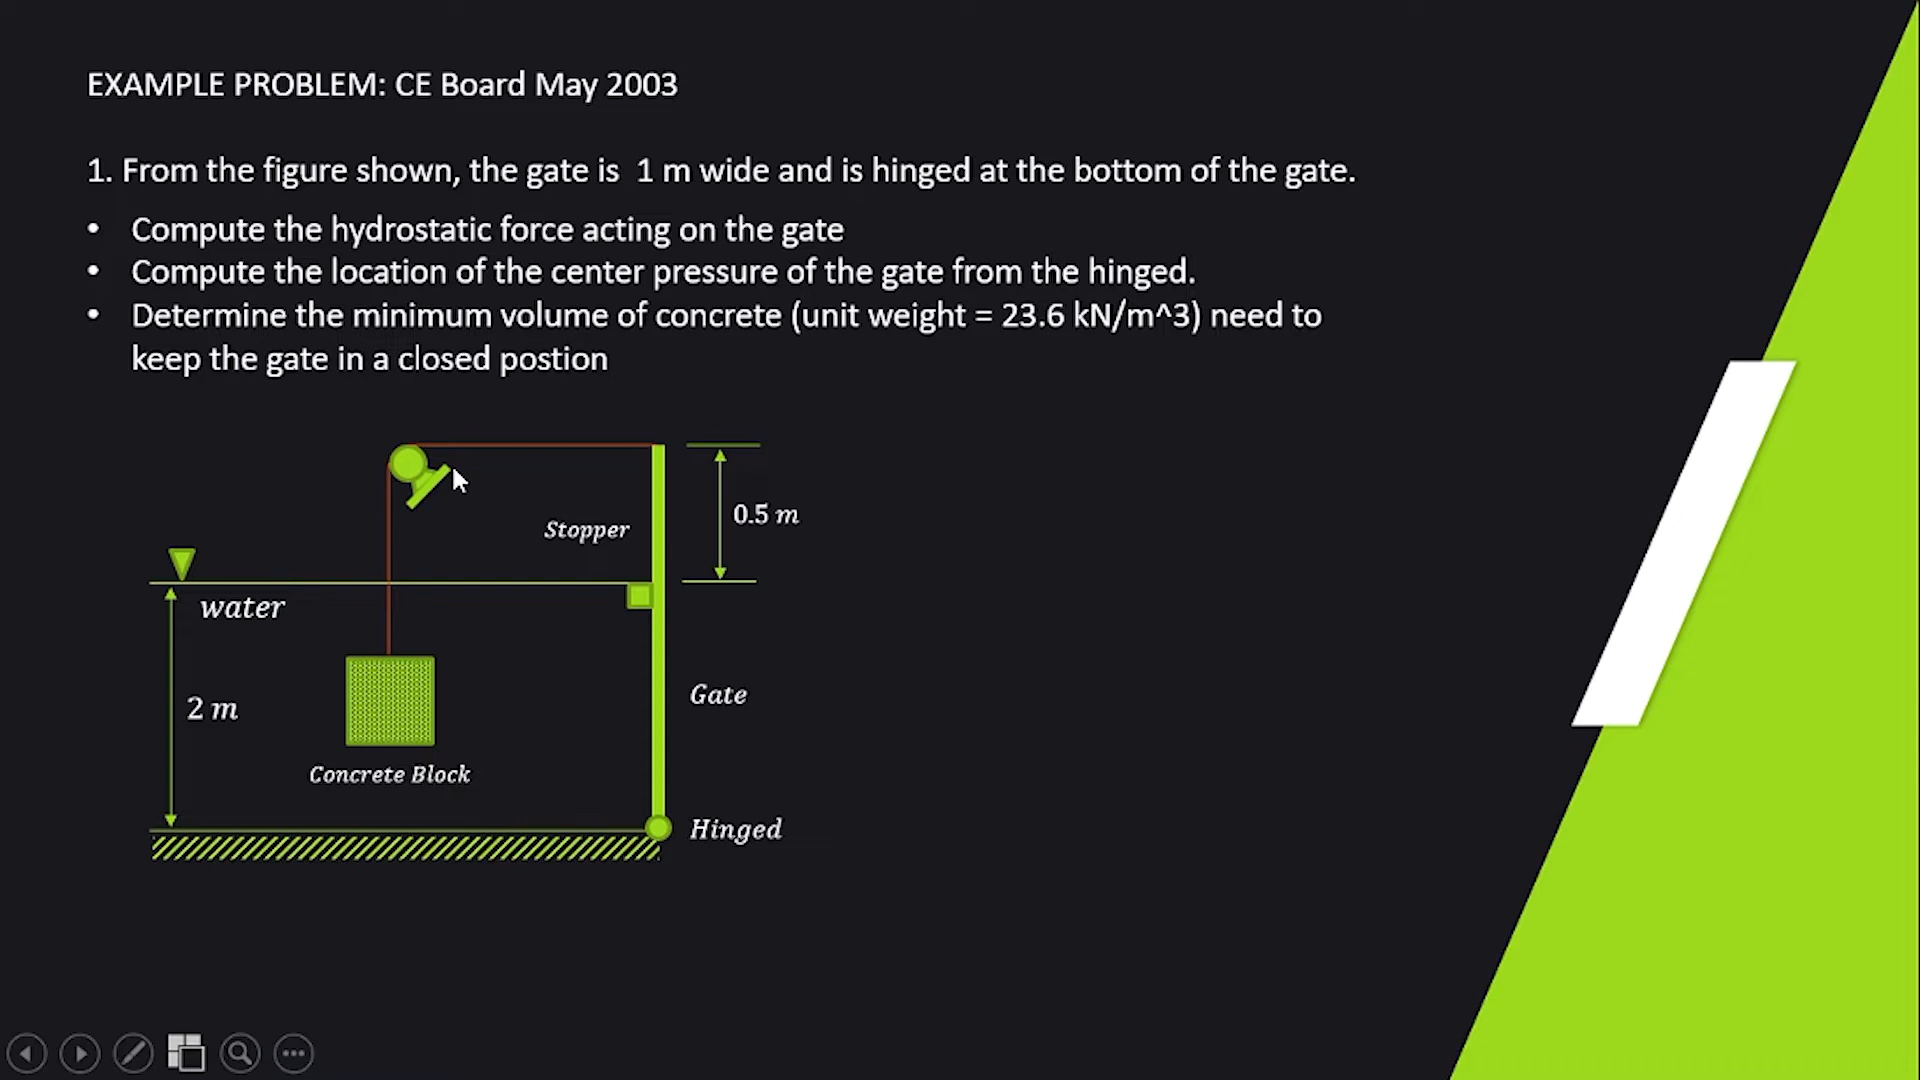 EXAMPLE PROBLEM: CE Board May 2003
1. From the figure shown, the gate is  1 m wide and is hinged at the bottom of the gate.
• Compute the hydrostatic force acting on the gate
• Compute the location of the center pressure of the gate from the hinged.
• Determine the minimum volume of concrete (unit weight = 23.6 kN/m^3) need to
keep the gate in a closed postion
Stopper
0.5 m
water
2 m
Gate
Concrete Block
Hinged